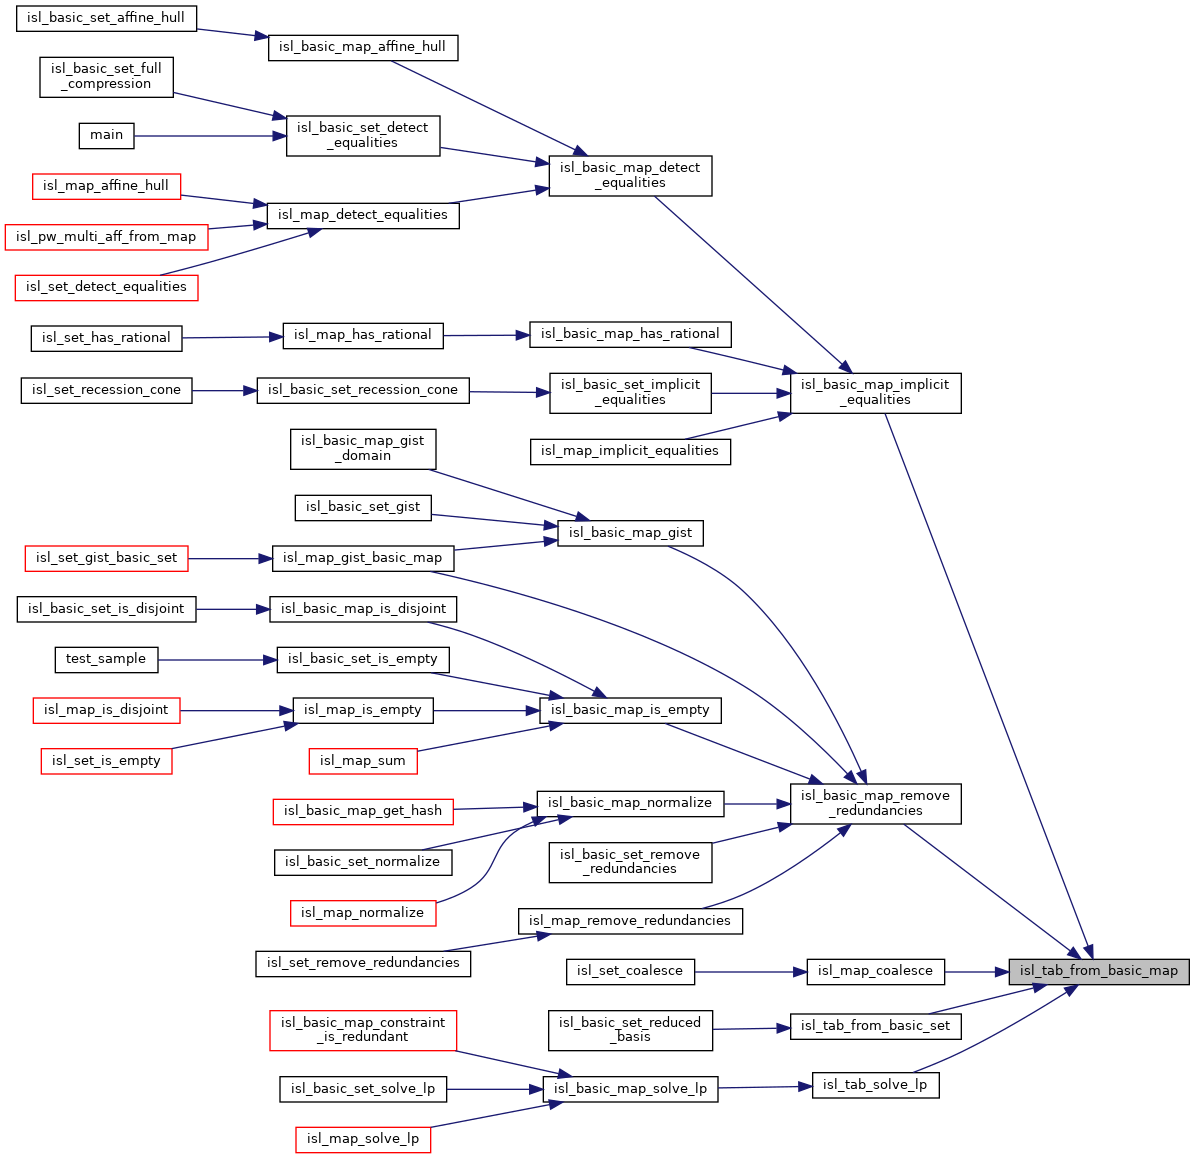 isl_basic_set_affine_hull
isl_basic_map_affine_hull
isl_basic_set_full
_compression
isl_basic_set_detect
_equalities
main
isl_basic_map_detect
_equalities
isl_map_affine_hull
isl_map_detect_equalities
isl_pw_multi_aff_from_map
isl_set_detect_equalities
isl_set_has_rational
isl_map_has_rational
isl_basic_map_has_rational
isl_set_recession_cone
isl_basic_set_recession_cone
isl_basic_set_implicit
_equalities
isl_basic_map_implicit
_equalities
isl_map_implicit_equalities
isl_basic_map_gist
_domain
isl_basic_set_gist
isl_basic_map_gist
isl_set_gist_basic_set
isl_map_gist_basic_map
isl_basic_set_is_disjoint
isl_basic_map_is_disjoint
test_sample
isl_basic_set_is_empty
isl_map_is_disjoint
isl_map_is_empty
isl_basic_map_is_empty
isl_set_is_empty
isl_map_sum
isl_basic_map_get_hash
isl_basic_map_normalize
isl_basic_map_remove
_redundancies
isl_basic_set_normalize
isl_basic_set_remove
_redundancies
isl_map_normalize
isl_map_remove_redundancies
isl_set_remove_redundancies
isl_set_coalesce
isl_map_coalesce
isl_tab_from_basic_map
isl_basic_map_constraint
_is_redundant
isl_basic_set_reduced
_basis
isl_tab_from_basic_set
isl_basic_set_solve_lp
isl_basic_map_solve_lp
isl_tab_solve_lp
isl_map_solve_lp